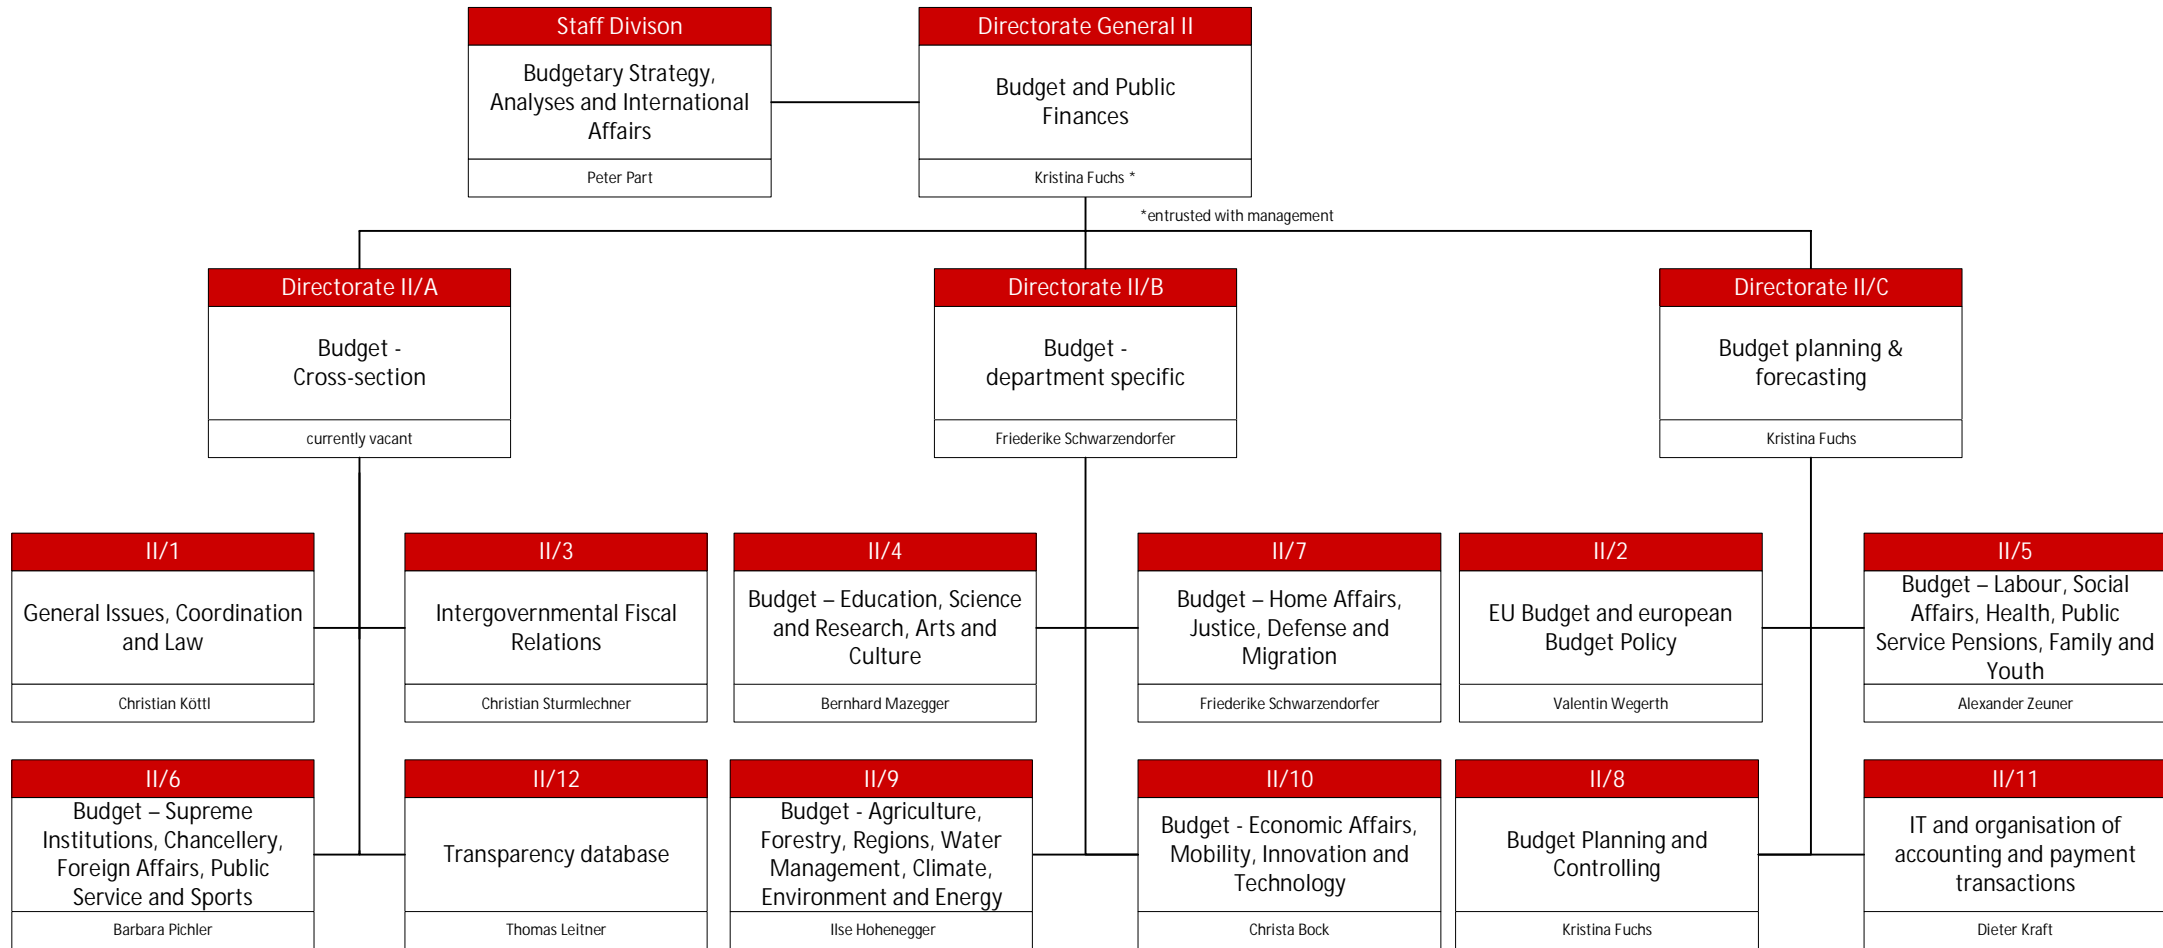 Staff Divison
Budgetary Strategy,
Analyses and International
Affairs
Peter Part
Directorate General II
Budget and Public
Finances
Kristina Fuchs *
*entrusted with management
Directorate II/A
Budget -
Cross-section
currently vacant
Directorate II/B
Budget -
department specific
Friederike Schwarzendorfer
Directorate II/C
Budget planning &
forecasting
Kristina Fuchs
II/1
General Issues, Coordination
and Law
Christian Köttl
II/3
Intergovernmental Fiscal
Relations
Christian Sturmlechner
II/4
Budget – Education, Science
and Research, Arts and
Culture
Bernhard Mazegger
II/7
Budget – Home Affairs,
Justice, Defense and
Migration
Friederike Schwarzendorfer
II/2
EU Budget and european
Budget Policy
Valentin Wegerth
II/5
Budget – Labour, Social
Affairs, Health, Public
Service Pensions, Family and
Youth
Alexander Zeuner
II/6
Budget – Supreme
Institutions, Chancellery,
Foreign Affairs, Public
Service and Sports
Barbara Pichler
II/12
Transparency database
Thomas Leitner
II/9
Budget - Agriculture,
Forestry, Regions, Water
Management, Climate,
Environment and Energy
Ilse Hohenegger
II/10
Budget - Economic Affairs,
Mobility, Innovation and
Technology
Christa Bock
II/8
Budget Planning and
Controlling
Kristina Fuchs
II/11
IT and organisation of
accounting and payment
transactions
Dieter Kraft